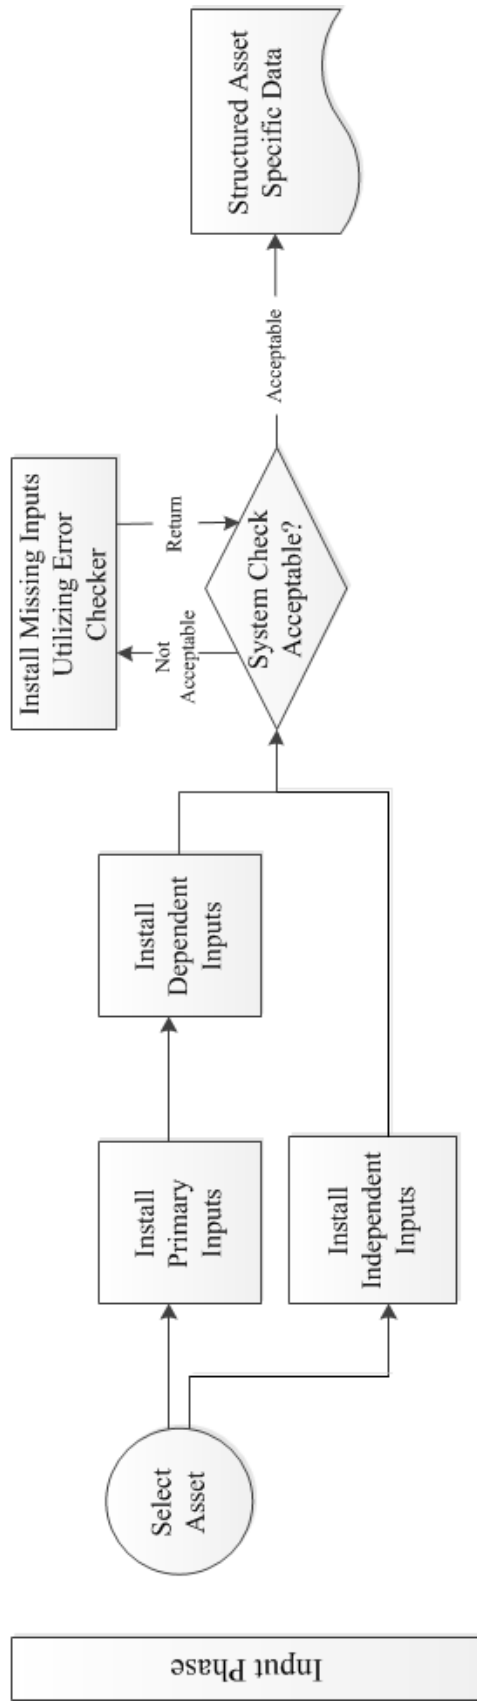 Input Phase
Select
Asset
Install
Primary
Inputs
Install
Dependent
Inputs
Install
Independent
Inputs
System Check
Acceptable?
Not
Acceptable
Return
Install Missing Inputs
Utilizing Error
Checker
Acceptable
Structured Asset
Specific Data